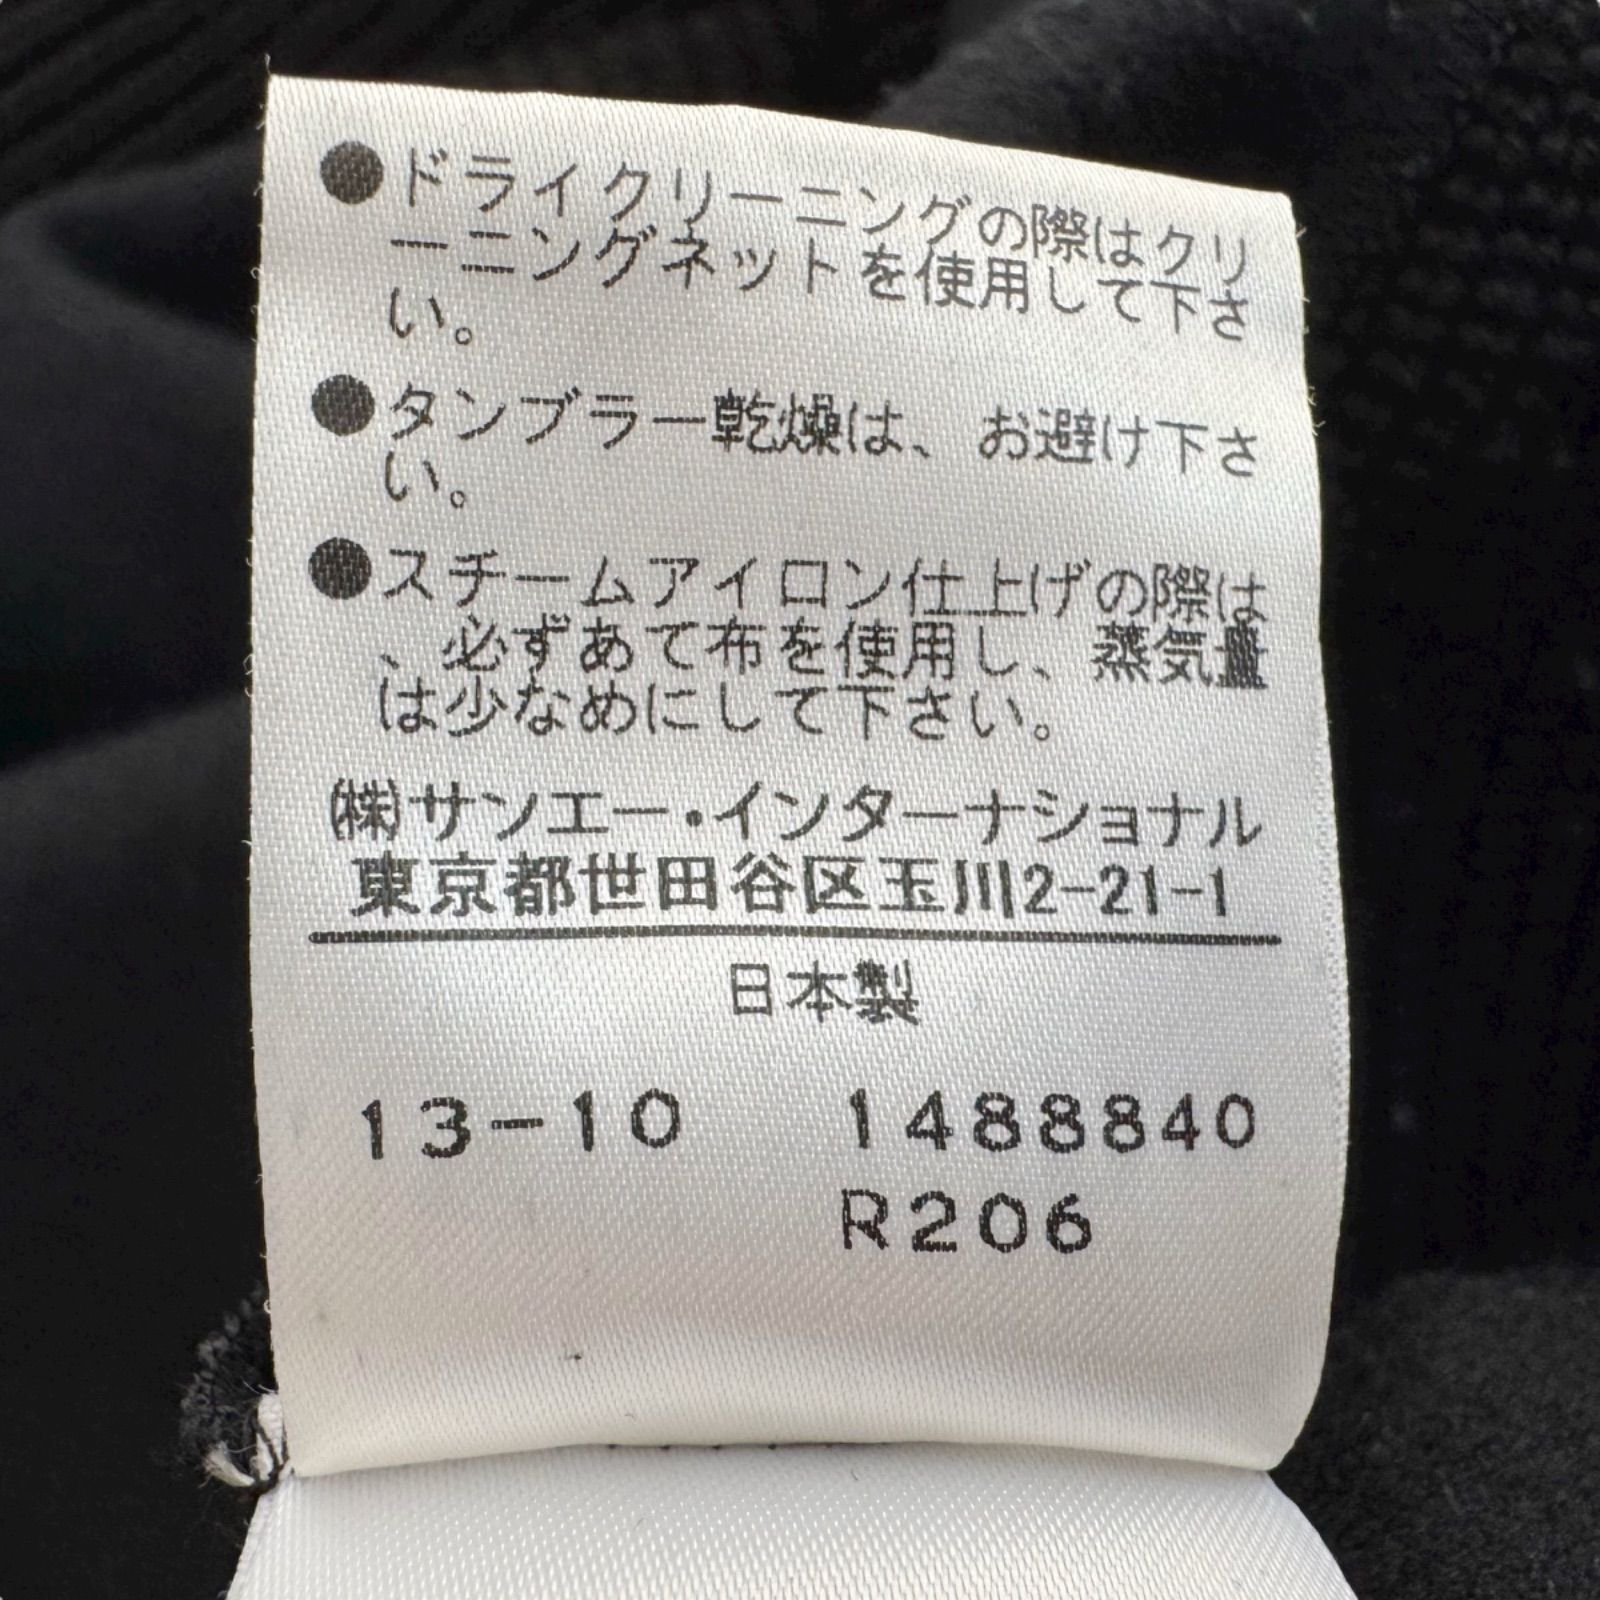 ●ドライクリーニングの際はクリ
ーニングネットを使用して下さ
い。
●タンブラー乾燥は、お避け下さ
い。
●スチームアイロン仕上げの際は
、必ずあて布を使用し、蒸気量
は少なめにして下さい。
㈱サンエー・インターナショナル
東京都世田谷区玉川2-21-1
日本製
13-10 1488840
R206